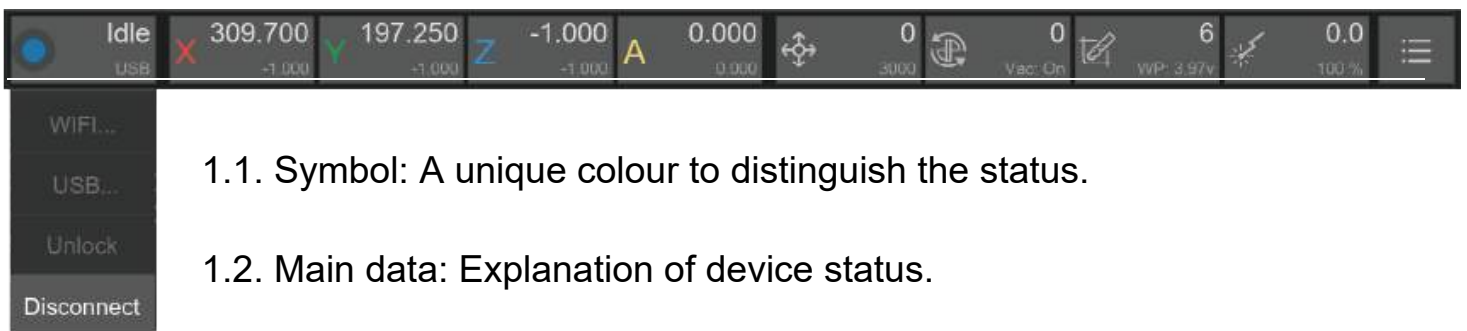 Idle X 309.700 Y 197.250 Z -1.000 A 0.000 0 0 6 0.0
USB -1.000 -1.000 -1.000 0.000 3000 Vac: On WP: 3.97v 100 %
WIFI...
USB...
Unlock
Disconnect
1.1. Symbol: A unique colour to distinguish the status.
1.2. Main data: Explanation of device status.